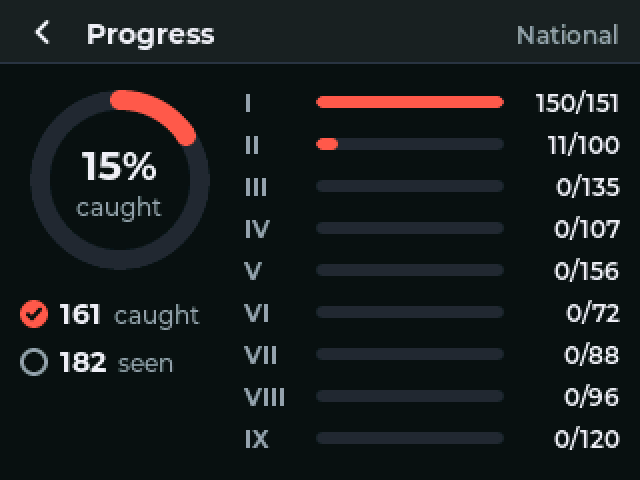 Progress National
15%
caught
161 caught
182 seen
I 150/151
II 11/100
III 0/135
IV 0/107
V 0/156
VI 0/72
VII 0/88
VIII 0/96
IX 0/120